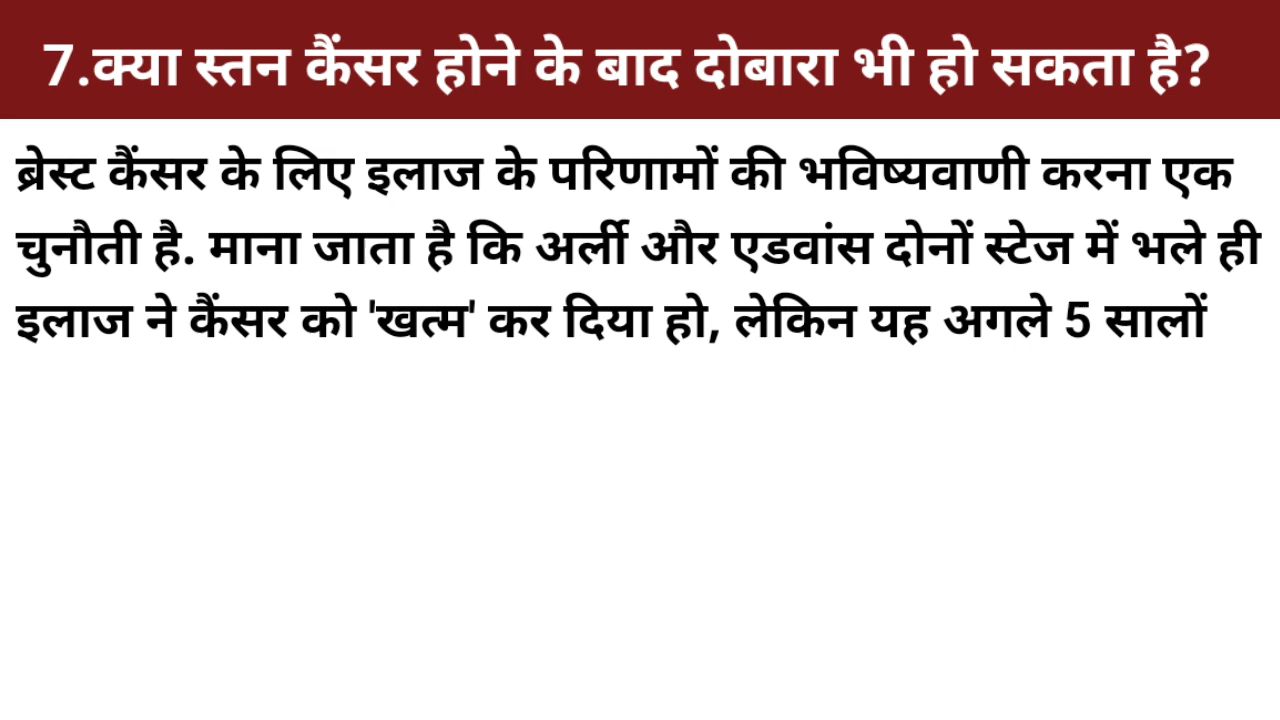 7.क्या स्तन कैंसर होने के बाद दोबारा भी हो सकता है?
ब्रेस्ट कैंसर के लिए इलाज के परिणामों की भविष्यवाणी करना एक
चुनौती है. माना जाता है कि अर्ली और एडवांस दोनों स्टेज में भले ही
इलाज ने कैंसर को 'खत्म' कर दिया हो, लेकिन यह अगले 5 सालों